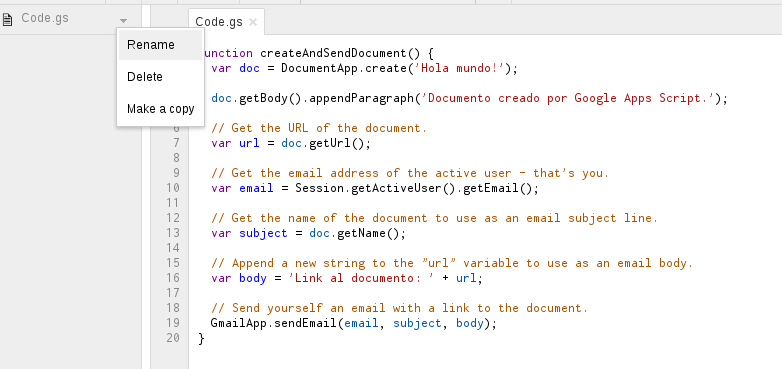 Code.gs
Code.gs ×
Rename
Delete
Make a copy
unction createAndSendDocument() {
var doc = DocumentApp.create('Hola mundo!');
doc.getBody().appendParagraph('Documento creado por Google Apps Script.');
6 // Get the URL of the document.
7 var url = doc.getUrl();
8
9 // Get the email address of the active user - that's you.
10 var email = Session.getActiveUser().getEmail();
11
12 // Get the name of the document to use as an email subject line.
13 var subject = doc.getName();
14
15 // Append a new string to the "url" variable to use as an email body.
16 var body = 'Link al documento: ' + url;
17
18 // Send yourself an email with a link to the document.
19 GmailApp.sendEmail(email, subject, body);
20 }